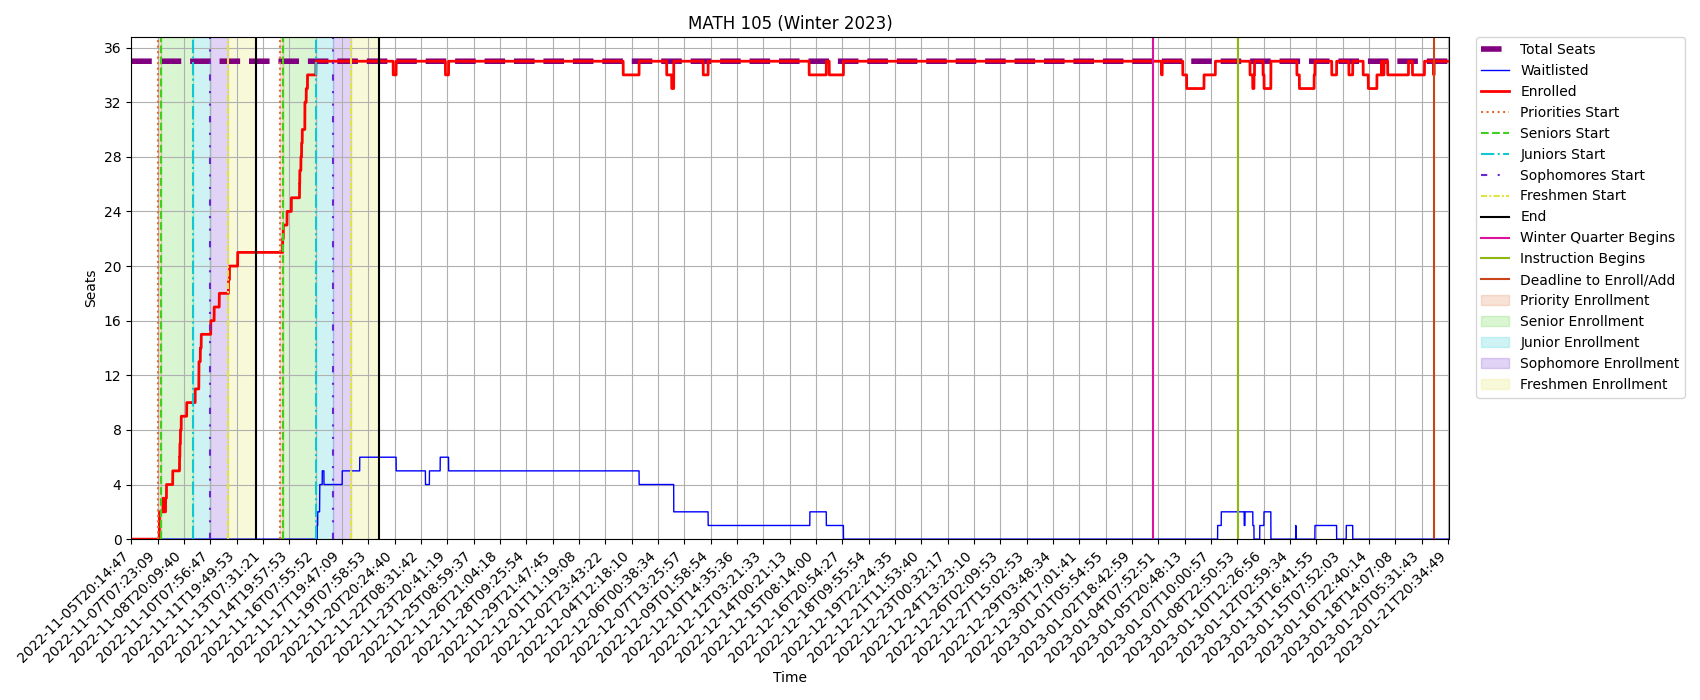 MATH 105 (Winter 2023)
36
32
28
24
20
16
12
8
4
0
Seats
2022-11-05T20:14:47
2022-11-07T07:23:09
2022-11-08T20:09:40
2022-11-10T07:56:47
2022-11-11T19:49:53
2022-11-13T07:31:21
2022-11-14T19:57:53
2022-11-16T07:55:52
2022-11-17T19:47:09
2022-11-19T07:58:53
2022-11-20T20:24:40
2022-11-22T08:31:42
2022-11-23T20:41:19
2022-11-25T08:59:37
2022-11-26T21:04:18
2022-11-28T09:25:54
2022-11-29T21:47:45
2022-12-01T11:19:08
2022-12-02T23:43:22
2022-12-04T12:18:10
2022-12-06T00:38:34
2022-12-07T13:25:57
2022-12-09T01:58:54
2022-12-10T14:35:36
2022-12-12T03:21:33
2022-12-14T00:21:13
2022-12-15T08:14:00
2022-12-16T20:54:27
2022-12-18T09:55:54
2022-12-19T22:24:35
2022-12-21T11:53:40
2022-12-23T00:32:17
2022-12-24T13:23:10
2022-12-26T02:09:53
2022-12-27T15:02:53
2022-12-29T03:48:34
2022-12-30T17:01:41
2023-01-01T05:54:55
2023-01-02T18:42:59
2023-01-04T07:52:51
2023-01-05T20:48:13
2023-01-07T10:00:57
2023-01-08T22:50:53
2023-01-10T12:26:56
2023-01-12T02:59:34
2023-01-13T16:41:55
2023-01-15T07:52:03
2023-01-16T22:40:14
2023-01-18T14:07:08
2023-01-20T05:31:43
2023-01-21T20:34:49
Time
Total Seats
Waitlisted
Enrolled
Priorities Start
Seniors Start
Juniors Start
Sophomores Start
Freshmen Start
End
Winter Quarter Begins
Instruction Begins
Deadline to Enroll/Add
Priority Enrollment
Senior Enrollment
Junior Enrollment
Sophomore Enrollment
Freshmen Enrollment